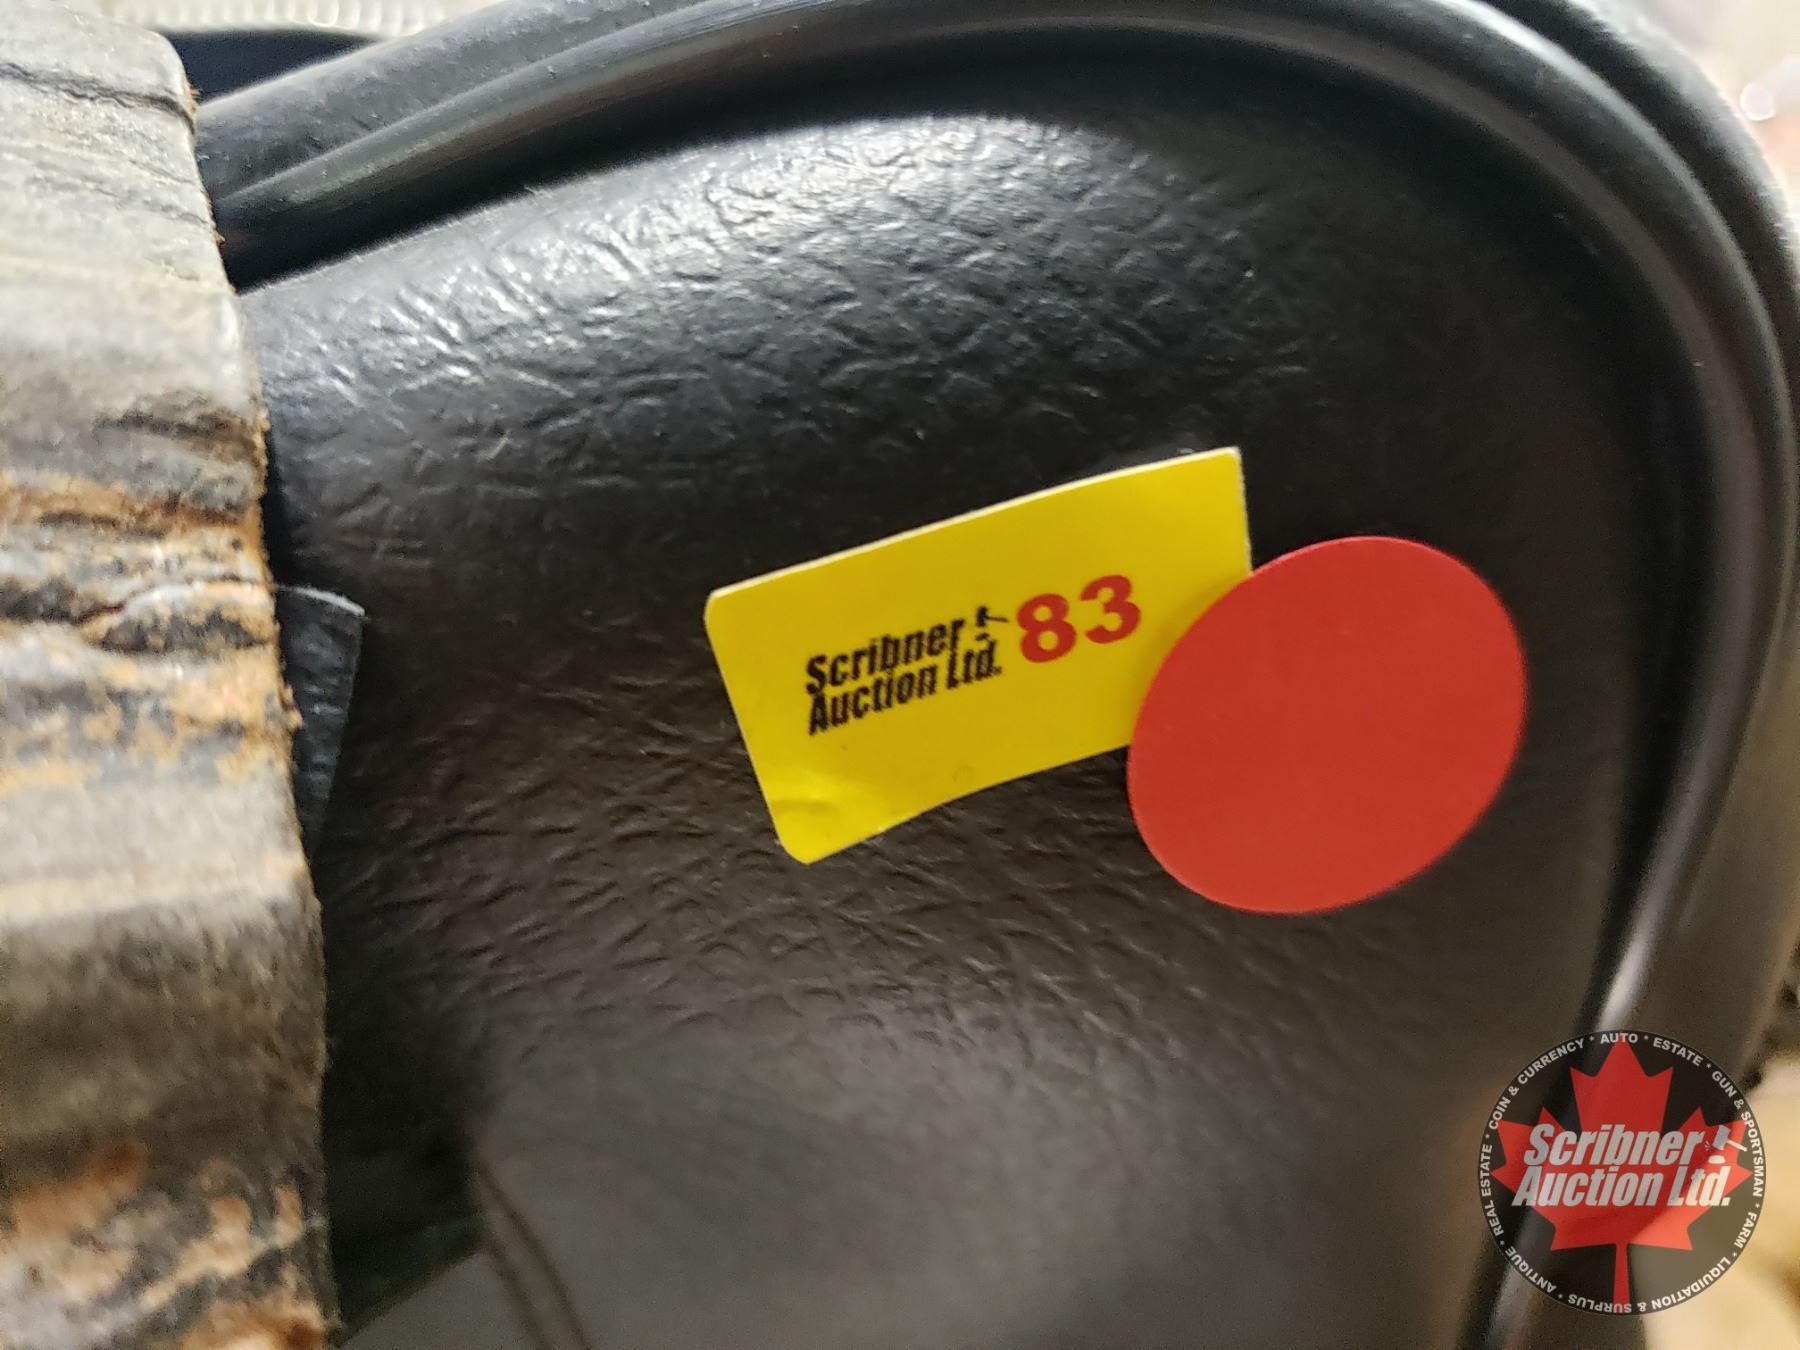 Scribner
Auction Ltd.
83
COIN & CURRENCY * AUTO * ESTATE * GUN & SPORTSMAN * FARM * LIQUIDATION & SURPLUS * ANTIQUE * REAL ESTATE *
Scribner
Auction Ltd.